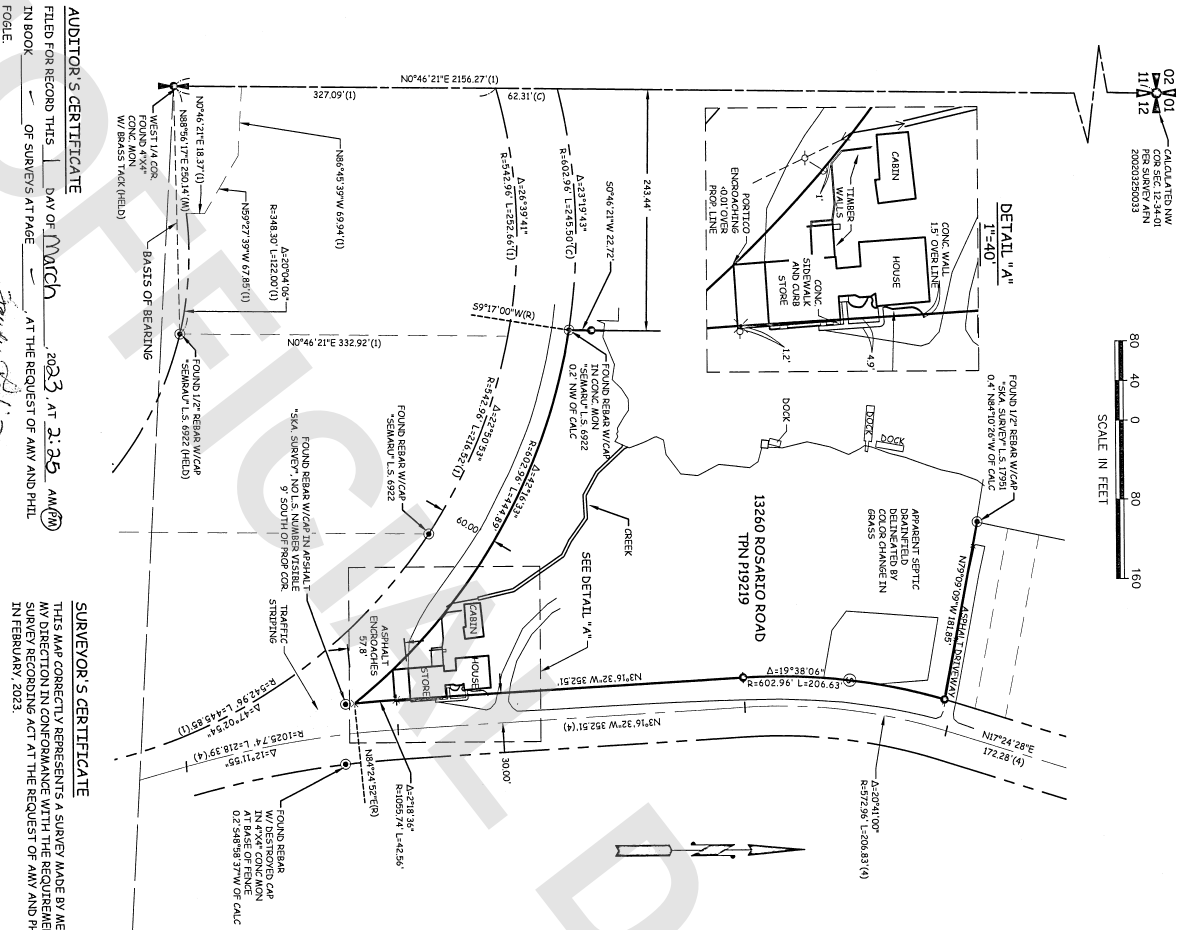 02 01
11 12
CALCULATED NW
COR SEC. 12-34-01
PER SURVEY AFN
200203250033
DETAIL "A"
1"=40'
CABIN
TIMBER
WALLS
1'
HOUSE
CONC. WALL
1.5' OVER LINE
CONC.
SIDEWALK
AND CURB
STORE
PORTICO
ENCROACHING
<0.01' OVER
PROP. LINE
1.2'
4.9'
80 40 0 80 160
SCALE IN FEET
N0°46'21"E 2156.27'(1)
327.09'(1)
62.31'(C)
243.44'
S0°46'21"W 22.72'
Δ=23°19'43"
R=602.96' L=245.50'(C)
Δ=26°39'41"
R=542.96' L=252.66'(1)
S9°17'00"W(R)
FOUND REBAR W/CAP
IN CONC. MON
"SEMARU" L.S. 6922
0.2' NW OF CALC
Δ=42°16'33"
R=602.96' L=444.89'
Δ=22°50'53"
R=542.96' L=216.52'(1)
60.00'
N0°46'21"E 332.92'(1)
N86°45'39"W 69.94'(1)
N59°27'39"W 67.85'(1)
Δ=20°04'06"
R=348.30' L=122.00'(1)
N0°46'21"E 18.37'(1)
N88°56'17"E 250.14'(M)
BASIS OF BEARING
WEST 1/4 COR.
FOUND 4"X4"
CONC. MON
W/ BRASS TACK (HELD)
FOUND 1/2" REBAR W/CAP
"SEMRAU" L.S. 6922 (HELD)
FOUND REBAR W/CAP
"SEMARU" L.S. 6922
FOUND REBAR W/CAP IN APSHALT
"SKA. SURVEY", NO L.S. NUMBER VISIBLE
9' SOUTH OF PROP COR.
TRAFFIC
STRIPING
FOUND 1/2" REBAR W/CAP
"SKA. SURVEY" L.S. 17951
0.4' N84°10'26"W OF CALC
DOCK
DOCK
DOCK
CREEK
13260 ROSARIO ROAD
TPN P19219
APPARENT SEPTIC
DRAINFIELD
DELINEATED BY
COLOR CHANGE IN
GRASS
N79°09'09"W 181.85'
ASPHALT DRIVEWAY
SEE DETAIL "A"
CABIN
HOUSE
STORE
ASPHALT
ENCROACHES
57.8'
Δ=19°38'06"
R=602.96' L=206.63'
S
N3°16'32"W 352.51'
N3°16'32"W 352.51'(4)
N17°24'28"E
172.28'(4)
Δ=20°41'00"
R=572.96' L=206.83'(4)
30.00'
Δ=2°18'36"
R=1055.74' L=42.56'
N84°24'52"E(R)
Δ=47°02'54"
R=542.96' L=445.85'(1)
Δ=12°11'55"
R=1025.74' L=218.39'(4)
FOUND REBAR
W/ DESTROYED CAP
IN 4"X4" CONC MON
AT BASE OF FENCE
0.2' S48°58'37"W OF CALC
AUDITOR'S CERTIFICATE
FILED FOR RECORD THIS 1 DAY OF March 2023, AT 2:25 AM/PM
IN BOOK OF SURVEYS AT PAGE , AT THE REQUEST OF AMY AND PHIL
FOGLE.
SURVEYOR'S CERTIFICATE
THIS MAP CORRECTLY REPRESENTS A SURVEY MADE BY ME
MY DIRECTION IN CONFORMANCE WITH THE REQUIREME
SURVEY RECORDING ACT AT THE REQUEST OF AMY AND PH
IN FEBRUARY, 2023.
OFFICIAL D